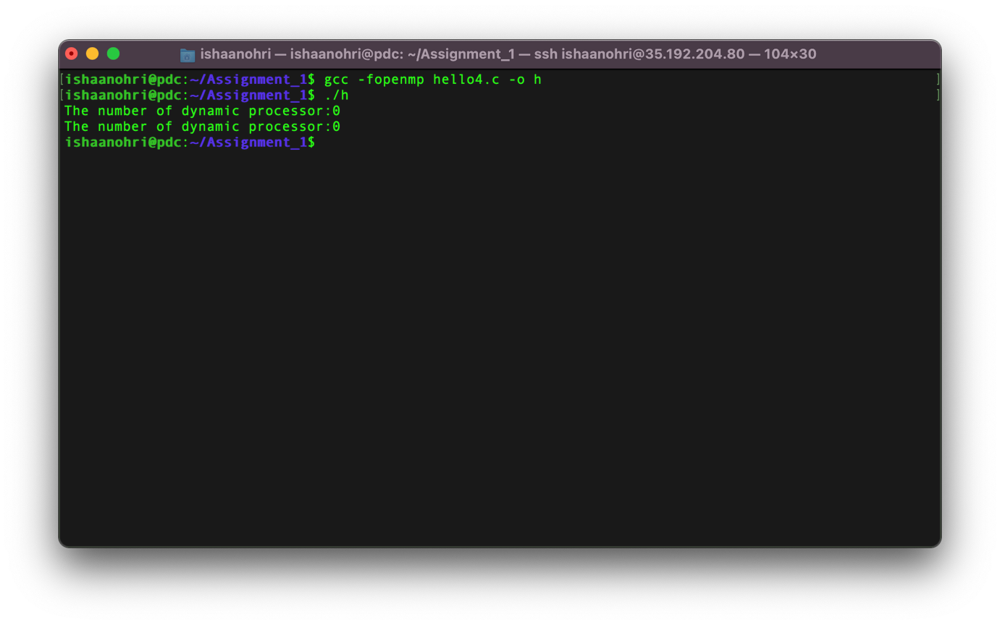 ishaanohri — ishaanohri@pdc: ~/Assignment_1 — ssh ishaanohri@35.192.204.80 — 104×30
[ishaanohri@pdc:~/Assignment_1$ gcc -fopenmp hello4.c -o h ]
[ishaanohri@pdc:~/Assignment_1$ ./h ]
The number of dynamic processor:0
The number of dynamic processor:0
ishaanohri@pdc:~/Assignment_1$